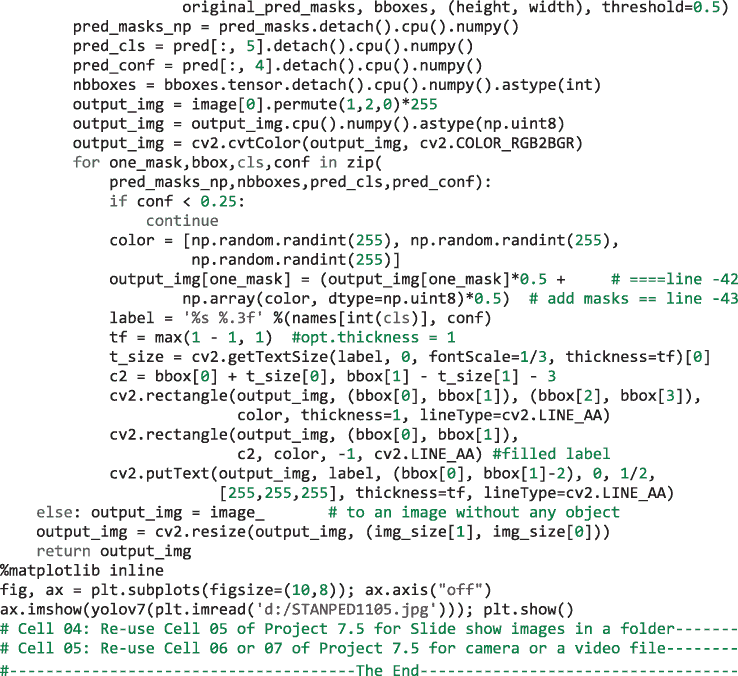 original_pred_masks, bboxes, (height, width), threshold=0.5)
pred_masks_np = pred_masks.detach().cpu().numpy()
pred_cls = pred[:, 5].detach().cpu().numpy()
pred_conf = pred[:, 4].detach().cpu().numpy()
nbboxes = bboxes.tensor.detach().cpu().numpy().astype(int)
output_img = image[0].permute(1,2,0)*255
output_img = output_img.cpu().numpy().astype(np.uint8)
output_img = cv2.cvtColor(output_img, cv2.COLOR_RGB2BGR)
for one_mask,bbox,cls,conf in zip(
pred_masks_np,nbboxes,pred_cls,pred_conf):
if conf < 0.25:
continue
color = [np.random.randint(255), np.random.randint(255),
np.random.randint(255)]
output_img[one_mask] = (output_img[one_mask]*0.5 + # ====line -42
np.array(color, dtype=np.uint8)*0.5) # add masks == line -43
label = '%s %.3f' %(names[int(cls)], conf)
tf = max(1 - 1, 1) #opt.thickness = 1
t_size = cv2.getTextSize(label, 0, fontScale=1/3, thickness=tf)[0]
c2 = bbox[0] + t_size[0], bbox[1] - t_size[1] - 3
cv2.rectangle(output_img, (bbox[0], bbox[1]), (bbox[2], bbox[3]),
color, thickness=1, lineType=cv2.LINE_AA)
cv2.rectangle(output_img, (bbox[0], bbox[1]),
c2, color, -1, cv2.LINE_AA) #filled label
cv2.putText(output_img, label, (bbox[0], bbox[1]-2), 0, 1/2,
[255,255,255], thickness=tf, lineType=cv2.LINE_AA)
else: output_img = image_ # to an image without any object
output_img = cv2.resize(output_img, (img_size[1], img_size[0]))
return output_img
%matplotlib inline
fig, ax = plt.subplots(figsize=(10,8)); ax.axis("off")
ax.imshow(yolov7(plt.imread('d:/STANPED1105.jpg'))); plt.show()
# Cell 04: Re-use Cell 05 of Project 7.5 for Slide show images in a folder-------
# Cell 05: Re-use Cell 06 or 07 of Project 7.5 for camera or a video file--------
#--------------------------------------The End-----------------------------------